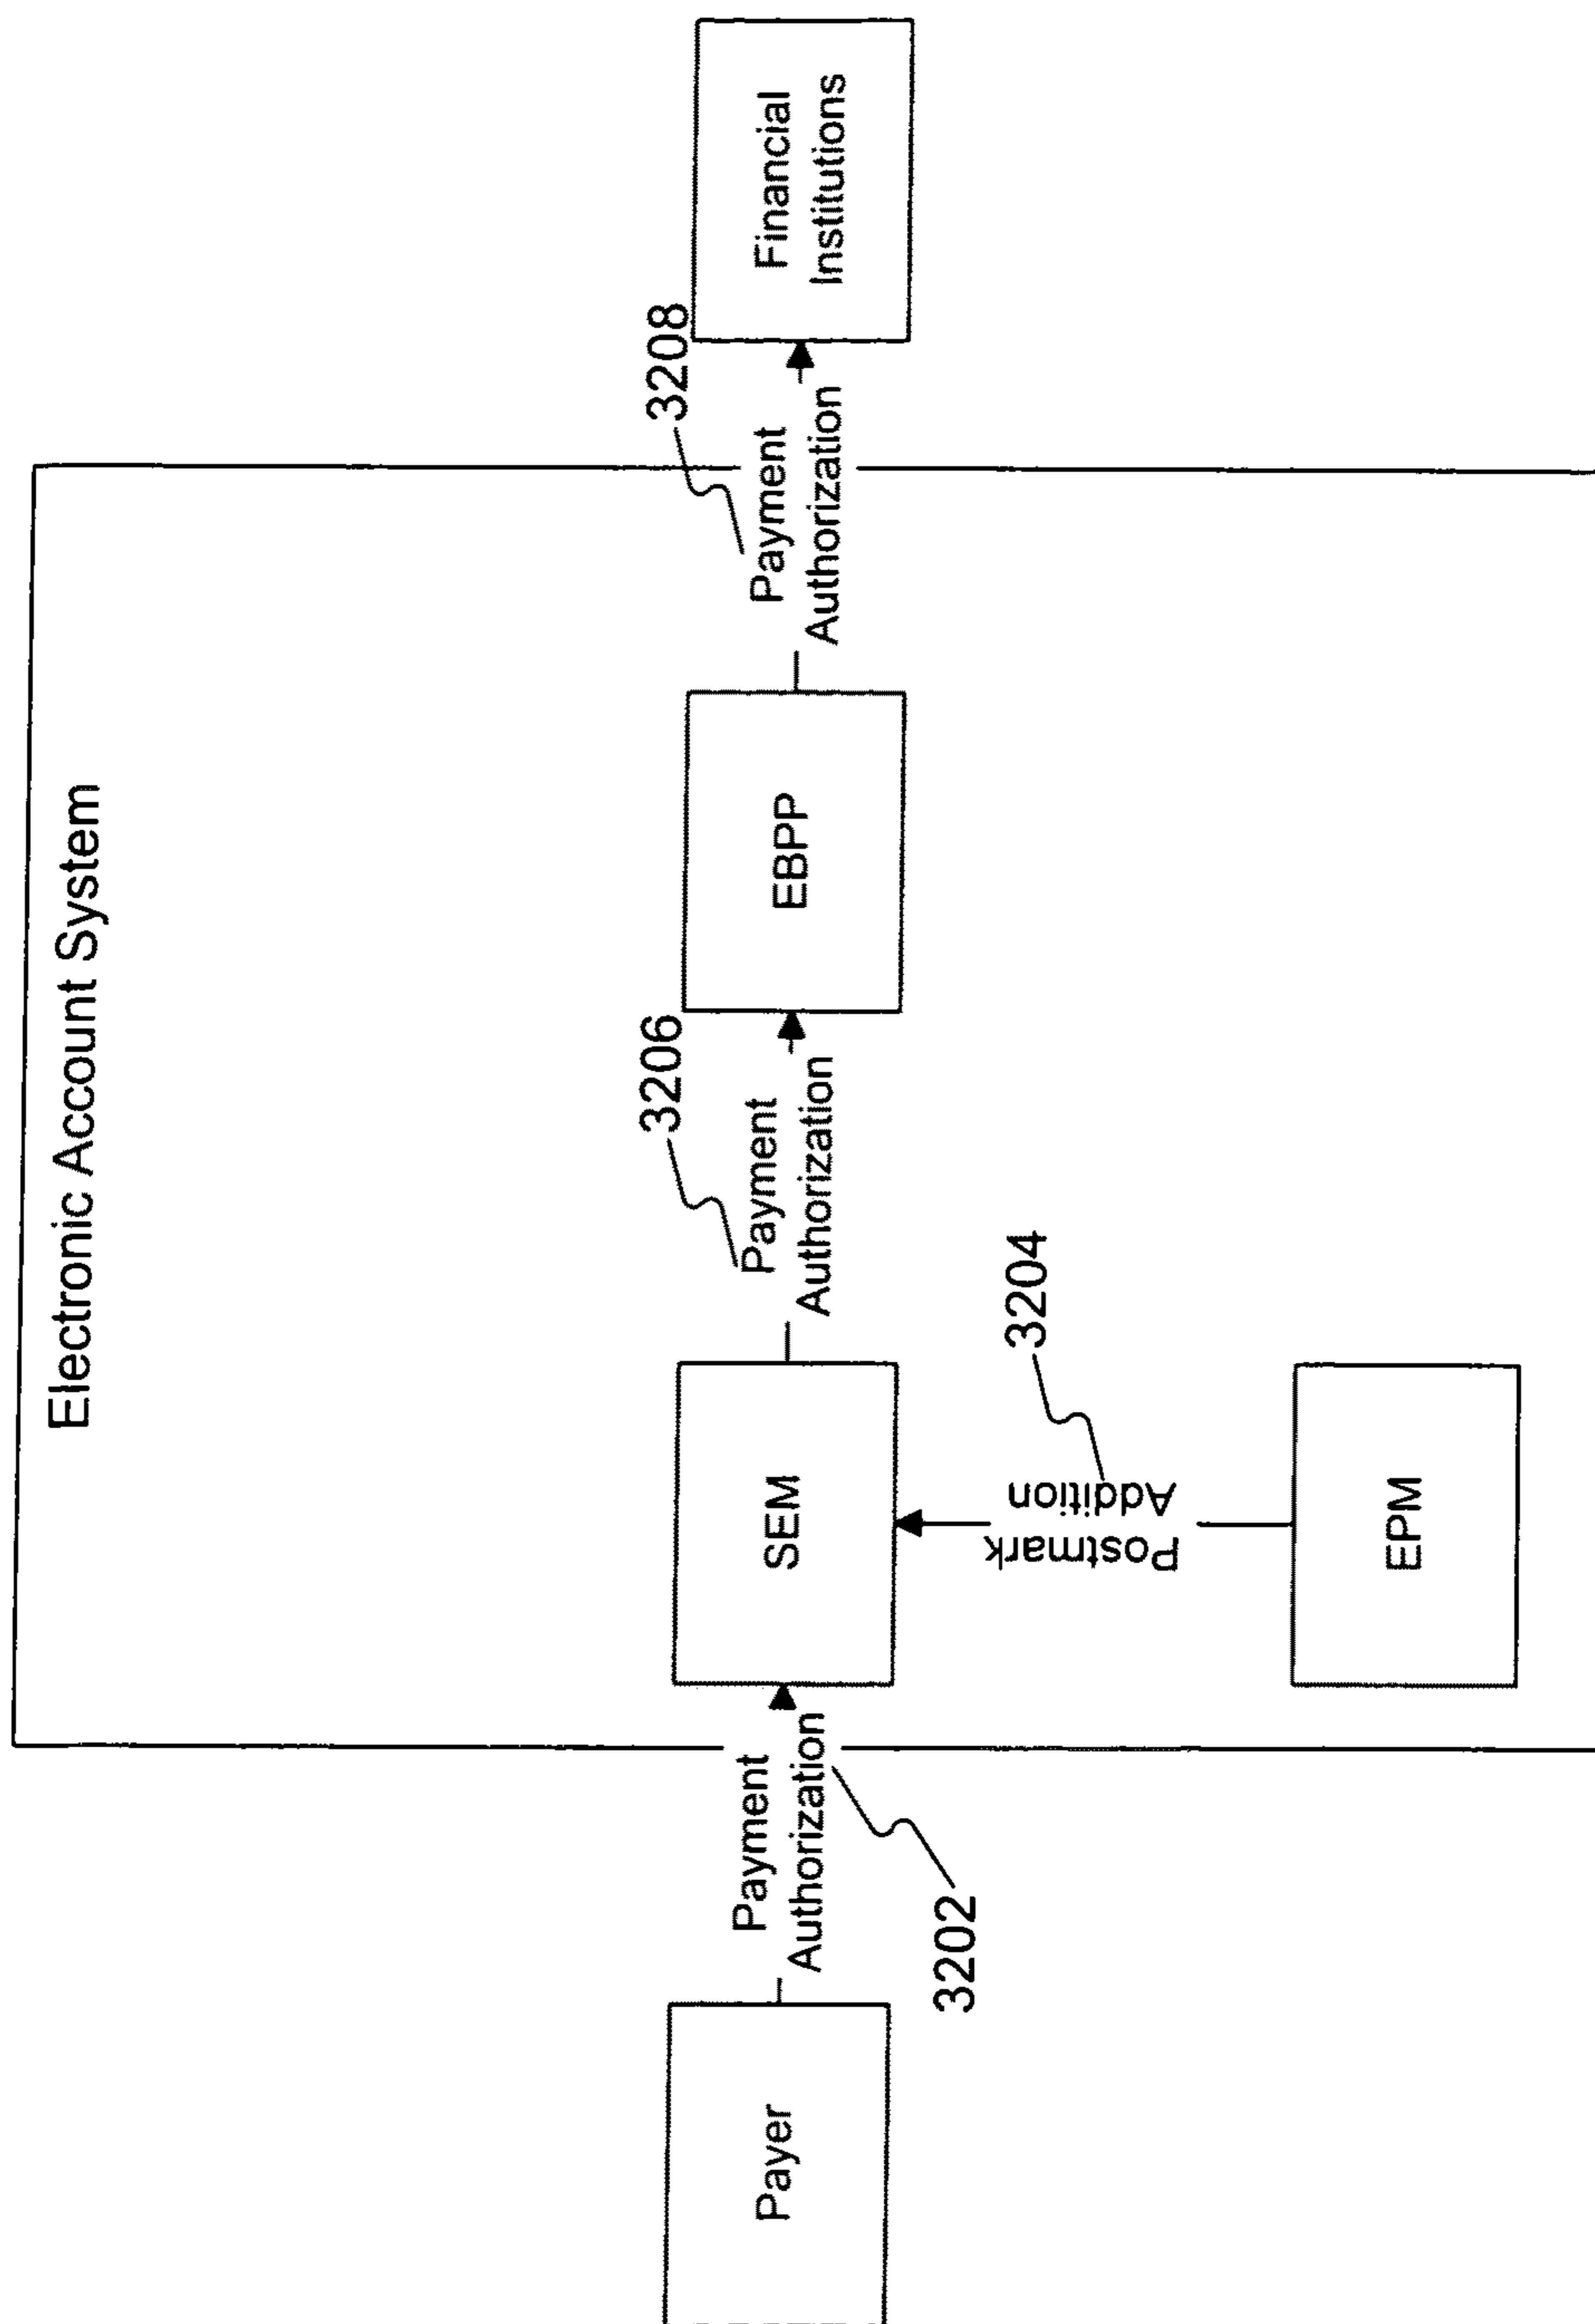 Electronic Account System
Payer
Payment
Authorization
3202
SEM
Postmark
Addition
3204
EPM
Payment
Authorization
3206
EBPP
Payment
Authorization
3208
Financial
Institutions